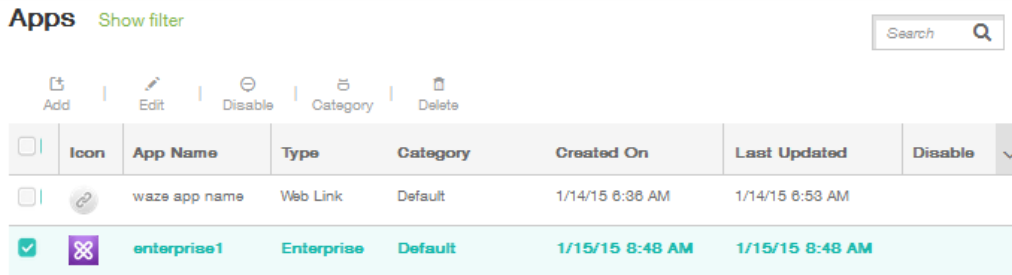 Apps Show filter
Search
Add Edit Disable Category Delete
Icon App Name Type Category Created On Last Updated Disable
waze app name Web Link Default 1/14/15 6:36 AM 1/14/15 6:53 AM
enterprise1 Enterprise Default 1/15/15 8:48 AM 1/15/15 8:48 AM